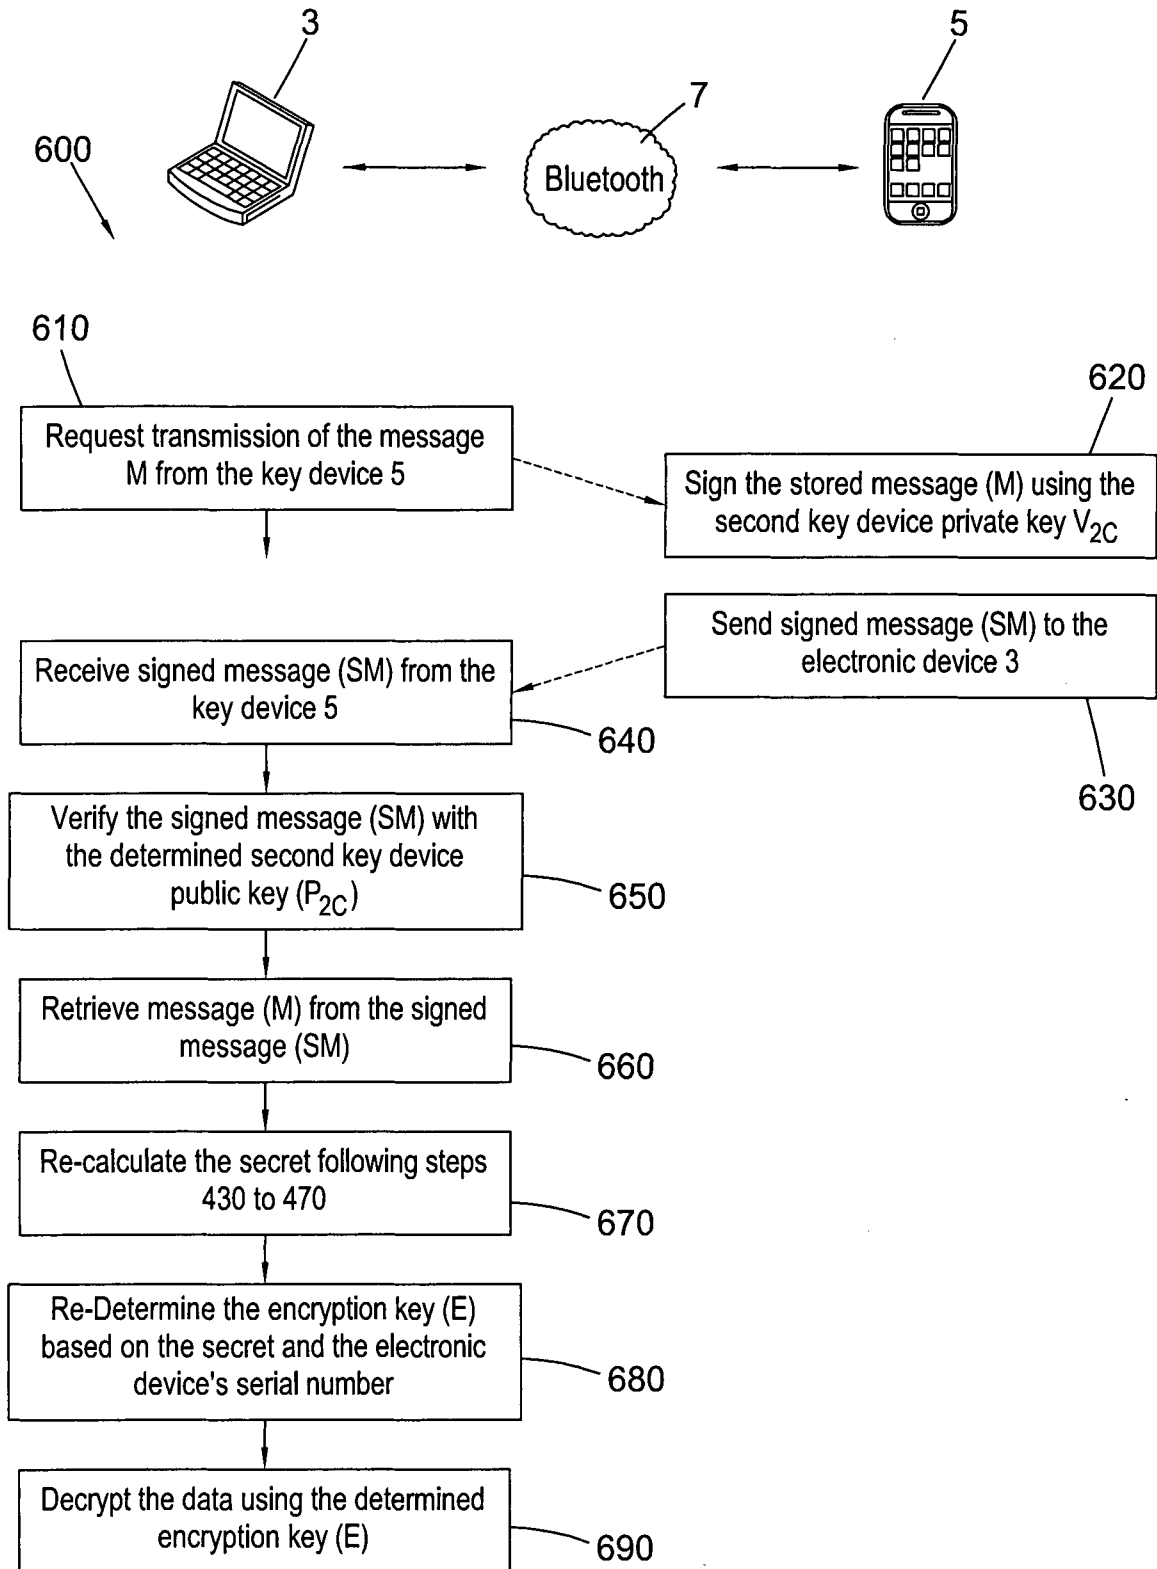 3
5
7
600
Bluetooth
610
620
Request transmission of the message
M from the key device 5
Sign the stored message (M) using the
second key device private key V2C
Send signed message (SM) to the
electronic device 3
Receive signed message (SM) from the
key device 5
640
630
Verify the signed message (SM) with
the determined second key device
public key (P2C)
650
Retrieve message (M) from the signed
message (SM)
660
Re-calculate the secret following steps
430 to 470
670
Re-Determine the encryption key (E)
based on the secret and the electronic
device's serial number
680
Decrypt the data using the determined
encryption key (E)
690